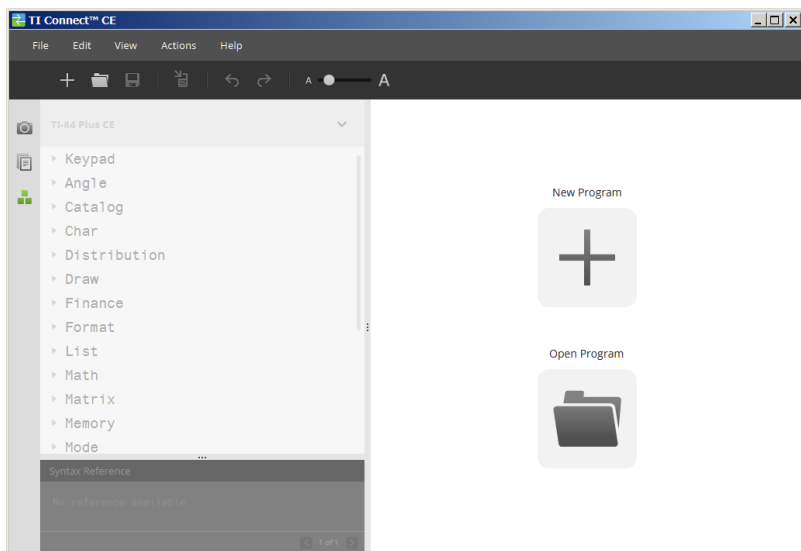 TI Connect™ CE
File Edit View Actions Help
A A
TI-84 Plus CE
Keypad
Angle
Catalog
Char
Distribution
Draw
Finance
Format
List
Math
Matrix
Memory
Mode
Syntax Reference
No reference available
1 of 1
New Program
Open Program